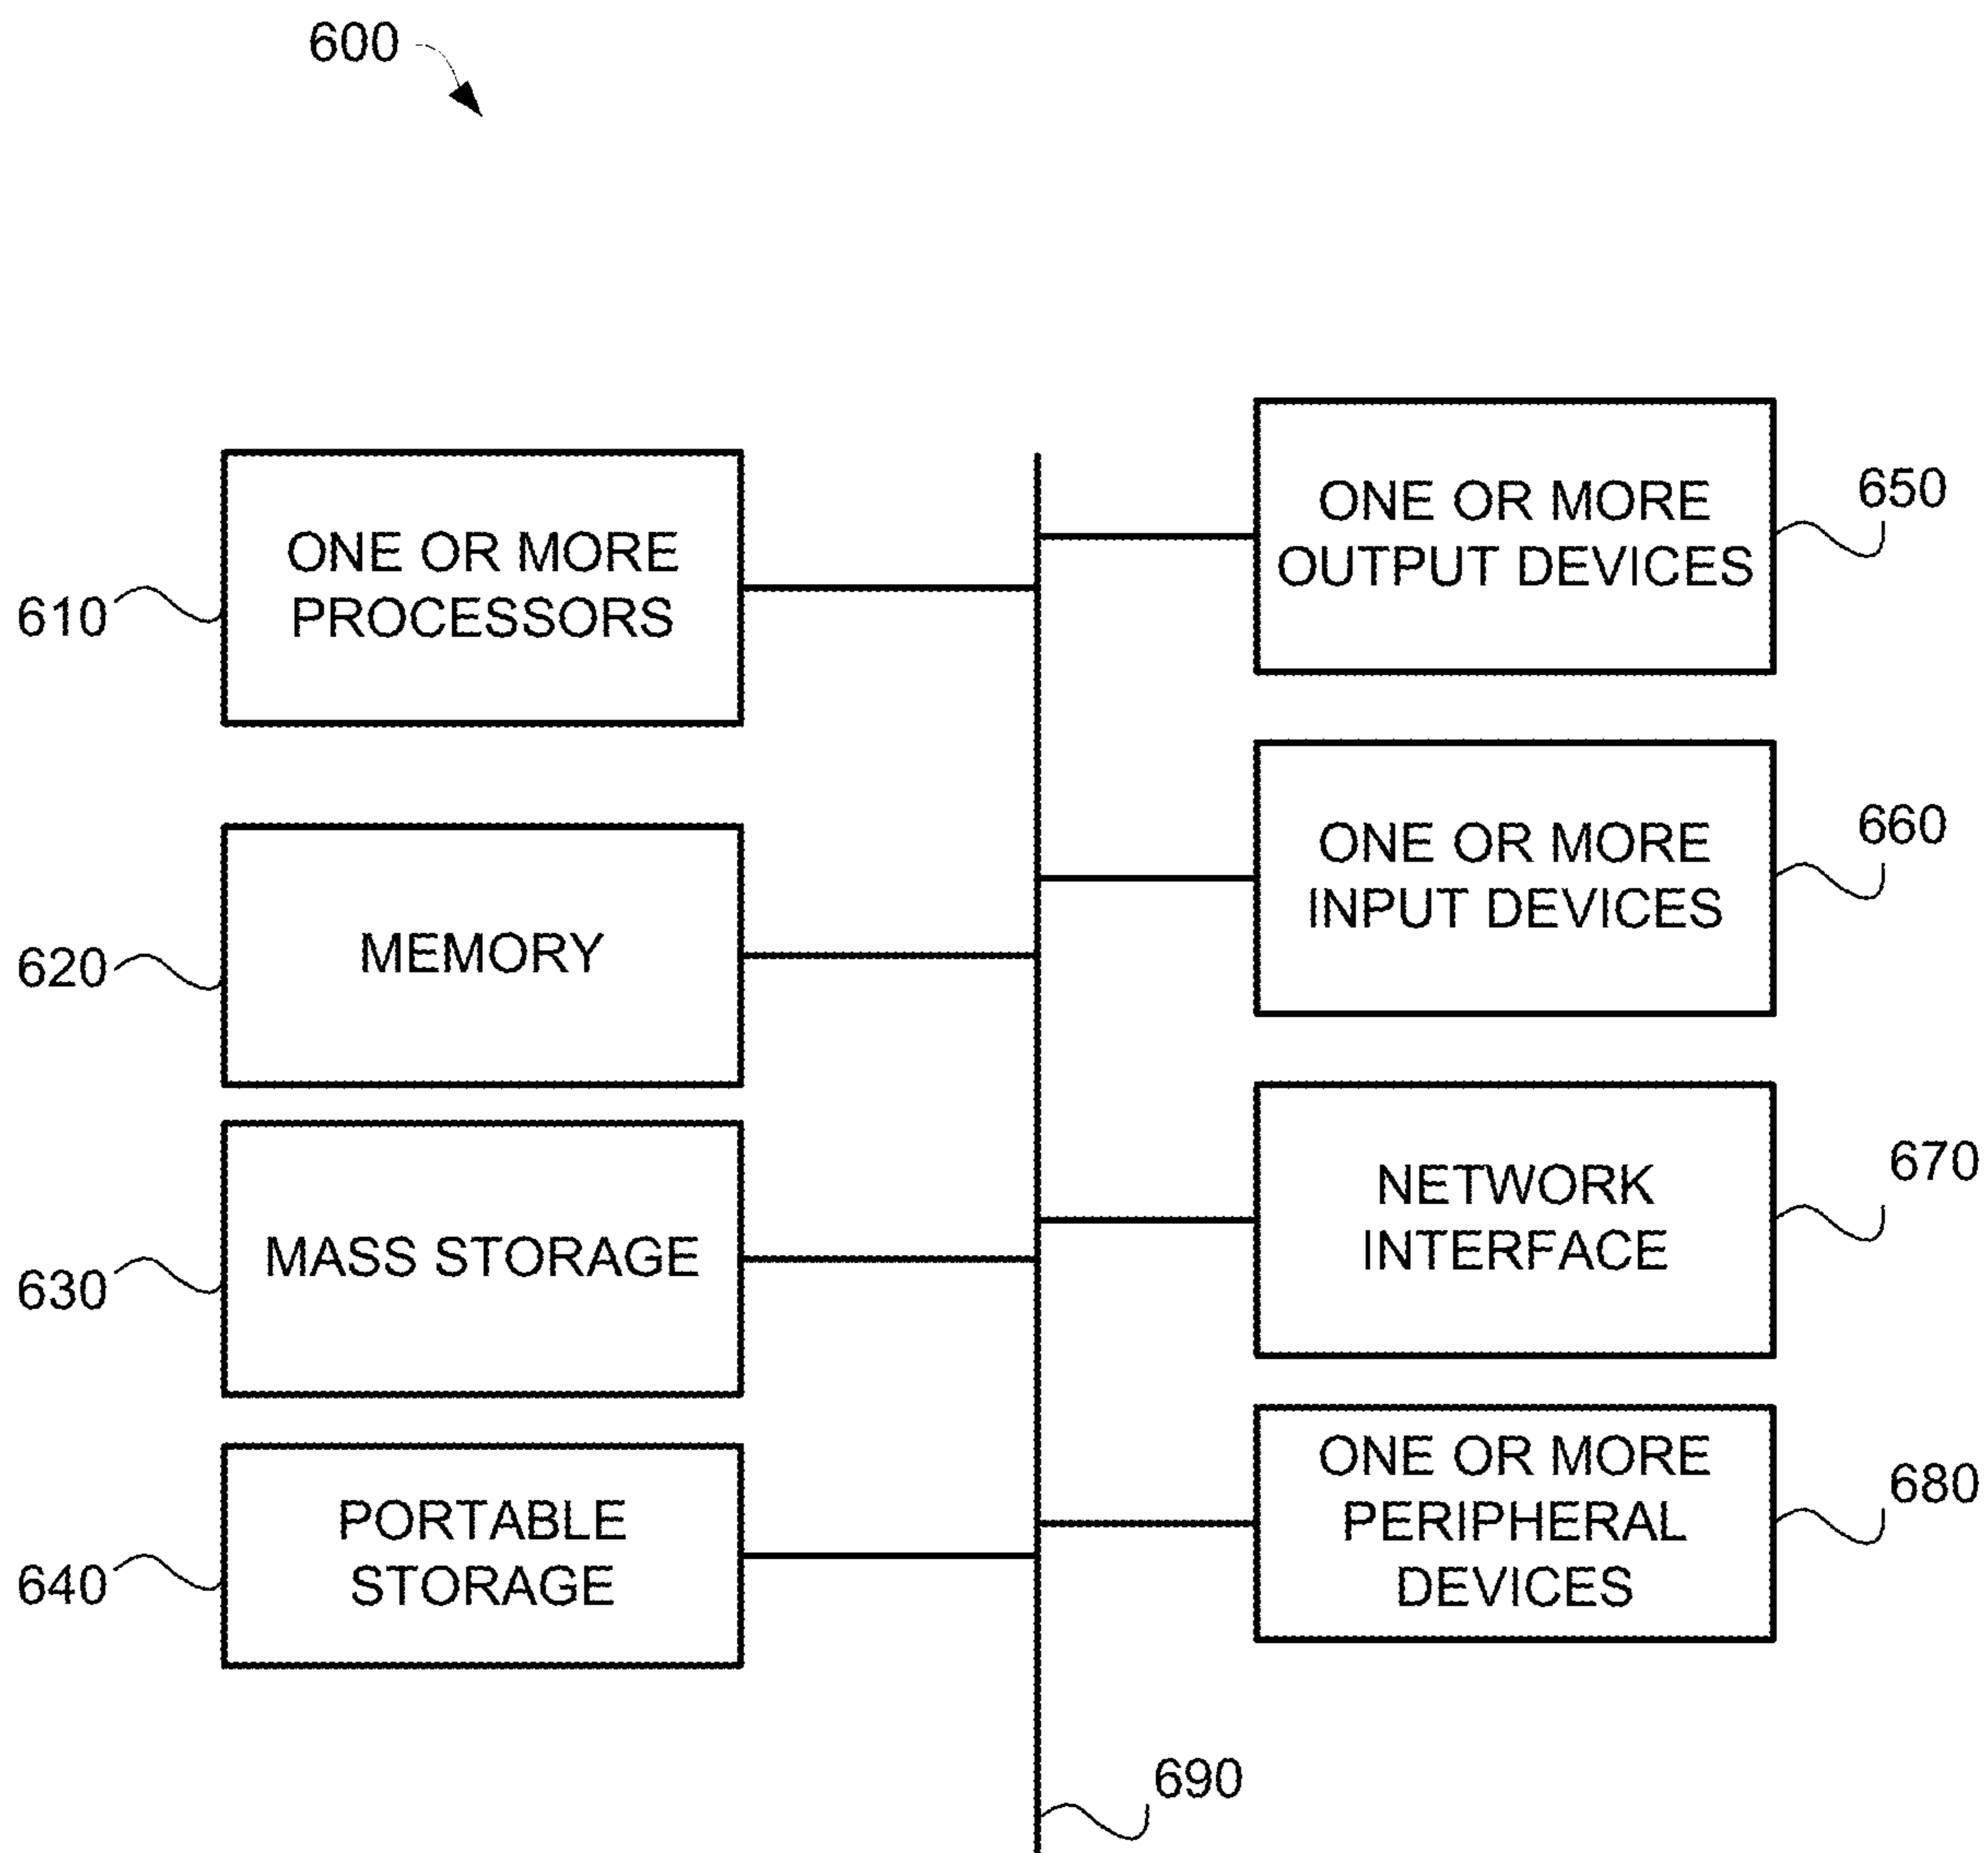 600
ONE OR MORE
PROCESSORS
610
MEMORY
620
MASS STORAGE
630
PORTABLE
STORAGE
640
ONE OR MORE
OUTPUT DEVICES
650
ONE OR MORE
INPUT DEVICES
660
NETWORK
INTERFACE
670
ONE OR MORE
PERIPHERAL
DEVICES
680
690